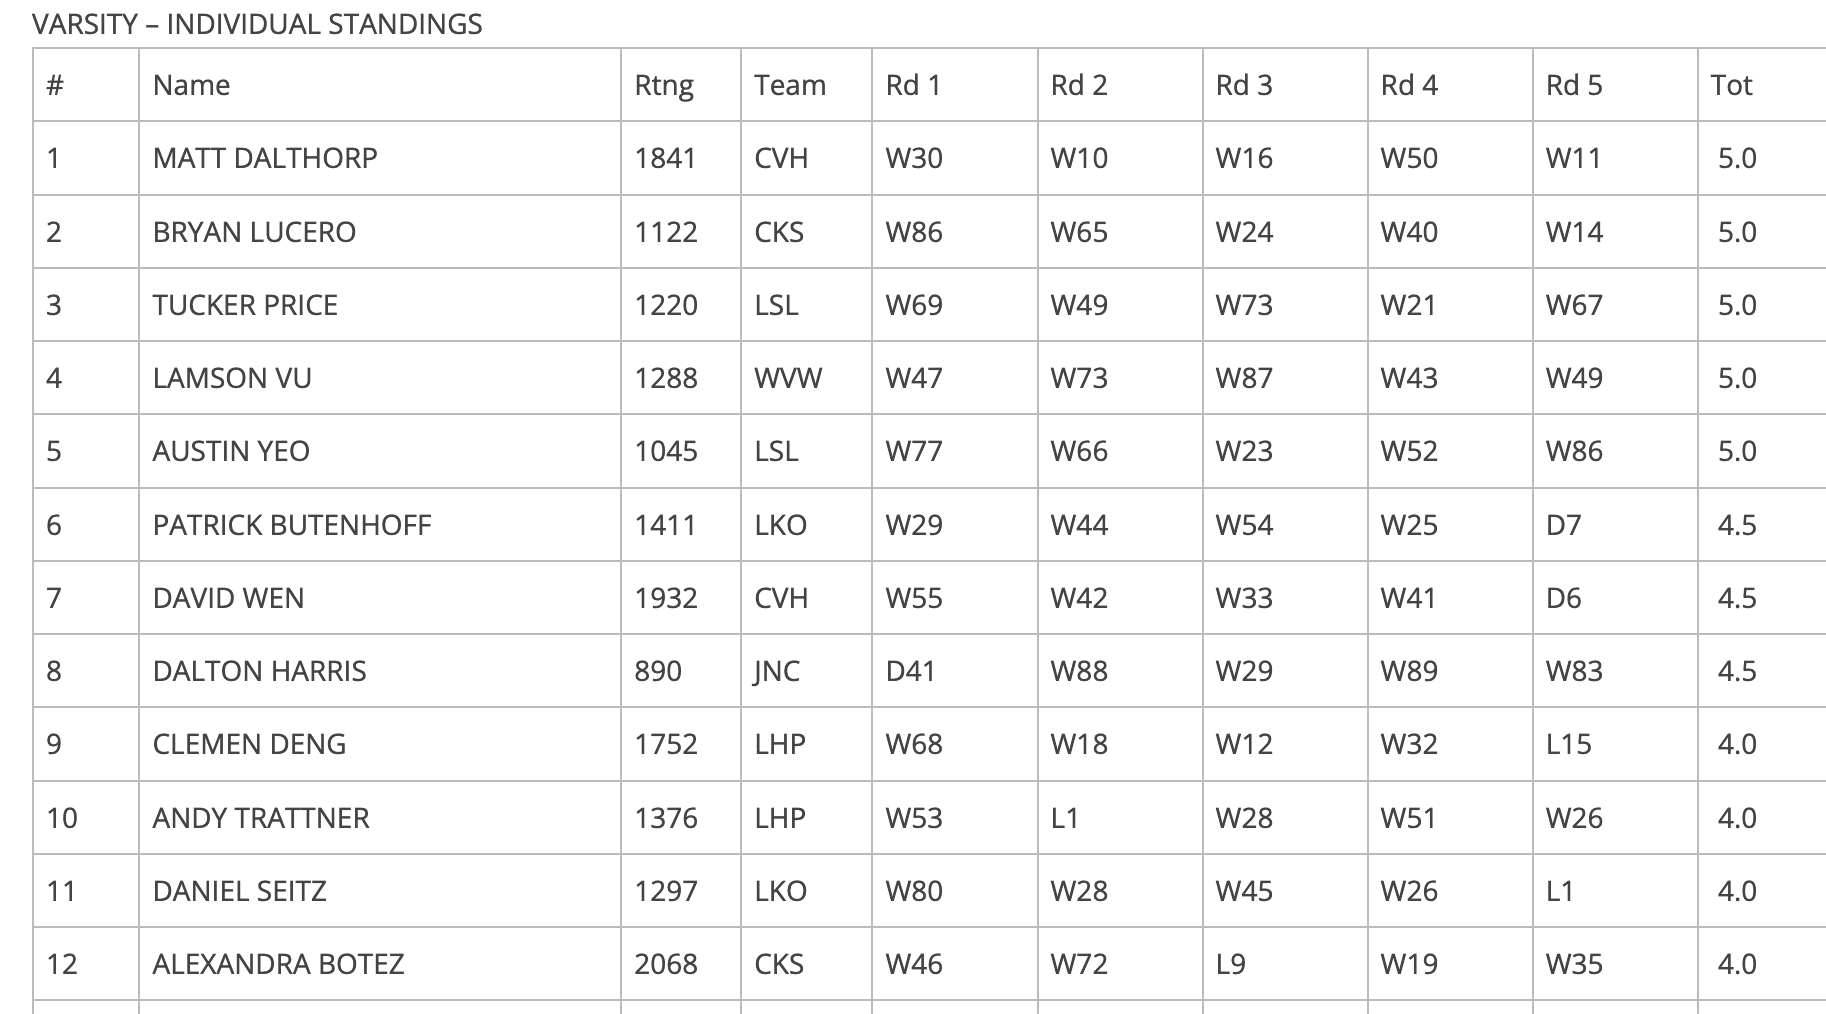 VARSITY – INDIVIDUAL STANDINGS
# Name Rtng Team Rd 1 Rd 2 Rd 3 Rd 4 Rd 5 Tot
1 MATT DALTHORP 1841 CVH W30 W10 W16 W50 W11 5.0
2 BRYAN LUCERO 1122 CKS W86 W65 W24 W40 W14 5.0
3 TUCKER PRICE 1220 LSL W69 W49 W73 W21 W67 5.0
4 LAMSON VU 1288 WVW W47 W73 W87 W43 W49 5.0
5 AUSTIN YEO 1045 LSL W77 W66 W23 W52 W86 5.0
6 PATRICK BUTENHOFF 1411 LKO W29 W44 W54 W25 D7 4.5
7 DAVID WEN 1932 CVH W55 W42 W33 W41 D6 4.5
8 DALTON HARRIS 890 JNC D41 W88 W29 W89 W83 4.5
9 CLEMEN DENG 1752 LHP W68 W18 W12 W32 L15 4.0
10 ANDY TRATTNER 1376 LHP W53 L1 W28 W51 W26 4.0
11 DANIEL SEITZ 1297 LKO W80 W28 W45 W26 L1 4.0
12 ALEXANDRA BOTEZ 2068 CKS W46 W72 L9 W19 W35 4.0